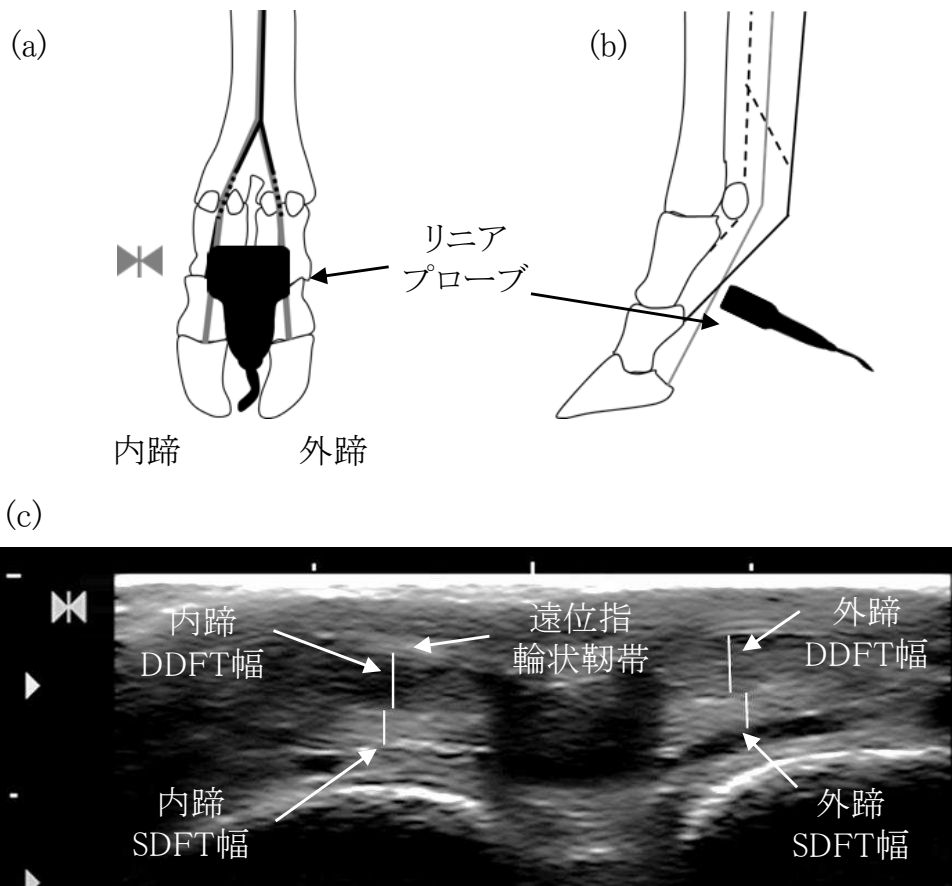 (a)
(b)
リニア
プローブ
内蹄
外蹄
(c)
内蹄
DDFT幅
遠位指
輪状靭帯
外蹄
DDFT幅
内蹄
SDFT幅
外蹄
SDFT幅